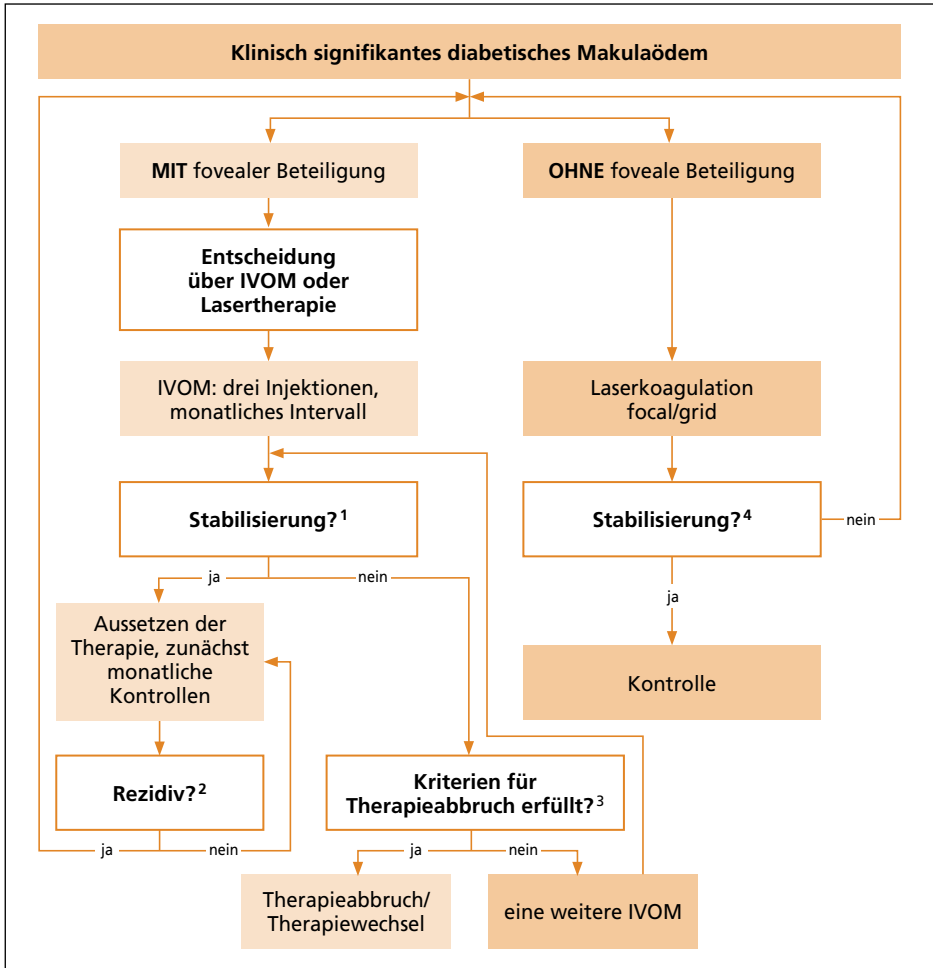 Klinisch signifikantes diabetisches Makulaödem
MIT fovealer Beteiligung
OHNE foveale Beteiligung
Entscheidung
über IVOM oder
Lasertherapie
IVOM: drei Injektionen,
monatliches Intervall
Laserkoagulation
focal/grid
Stabilisierung?¹
Stabilisierung?⁴
nein
ja
nein
ja
Aussetzen der
Therapie, zunächst
monatliche
Kontrollen
Kontrolle
Rezidiv?²
Kriterien für
Therapieabbruch erfüllt?³
ja
nein
ja
nein
Therapieabbruch/
Therapiewechsel
eine weitere IVOM